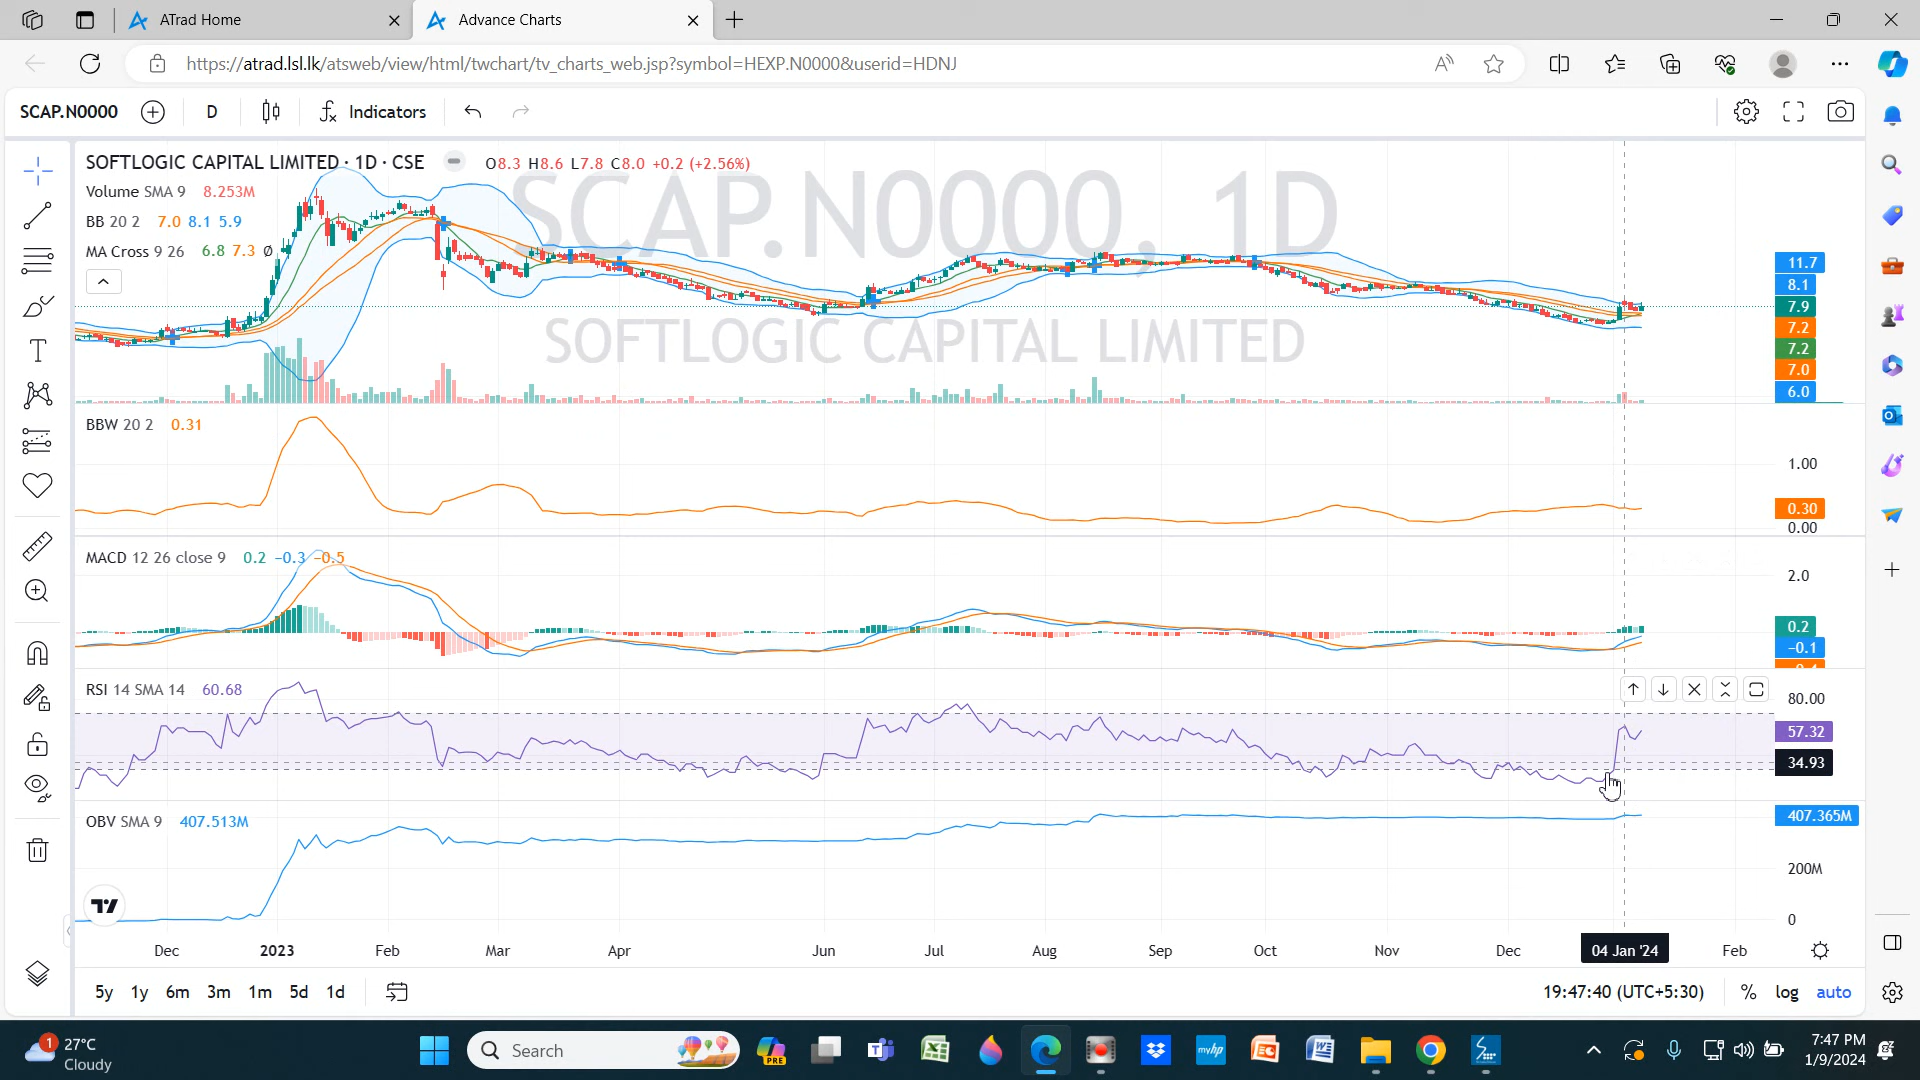 ATrad Home
Advance Charts
https://atrad.lsl.lk/atsweb/view/html/twchart/tv_charts_web.jsp?symbol=HEXP.N0000&userid=HDNJ
SCAP.N0000
D
Indicators
SOFTLOGIC CAPITAL LIMITED · 1D · CSE
O8.3 H8.6 L7.8 C8.0 +0.2 (+2.56%)
Volume SMA 9 8.253M
BB 20 2 7.0 8.1 5.9
MA Cross 9 26 6.8 7.3 Ø
SCAP.N0000, 1D
SOFTLOGIC CAPITAL LIMITED
11.7
8.1
7.9
7.2
7.2
7.0
6.0
BBW 20 2 0.31
1.00
0.30
0.00
MACD 12 26 close 9 0.2 −0.3 −0.5
2.0
0.2
−0.1
RSI 14 SMA 14 60.68
80.00
57.32
34.93
OBV SMA 9 407.513M
407.365M
200M
0
Dec 2023 Feb Mar Apr Jun Jul Aug Sep Oct Nov Dec 04 Jan '24 Feb
5y 1y 6m 3m 1m 5d 1d
19:47:40 (UTC+5:30)
% log auto
1
27°C
Cloudy
Search
PRE
myhp
7:47 PM
1/9/2024